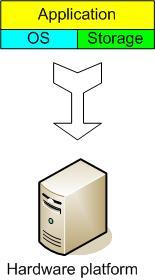 Application
OS Storage
Hardware platform